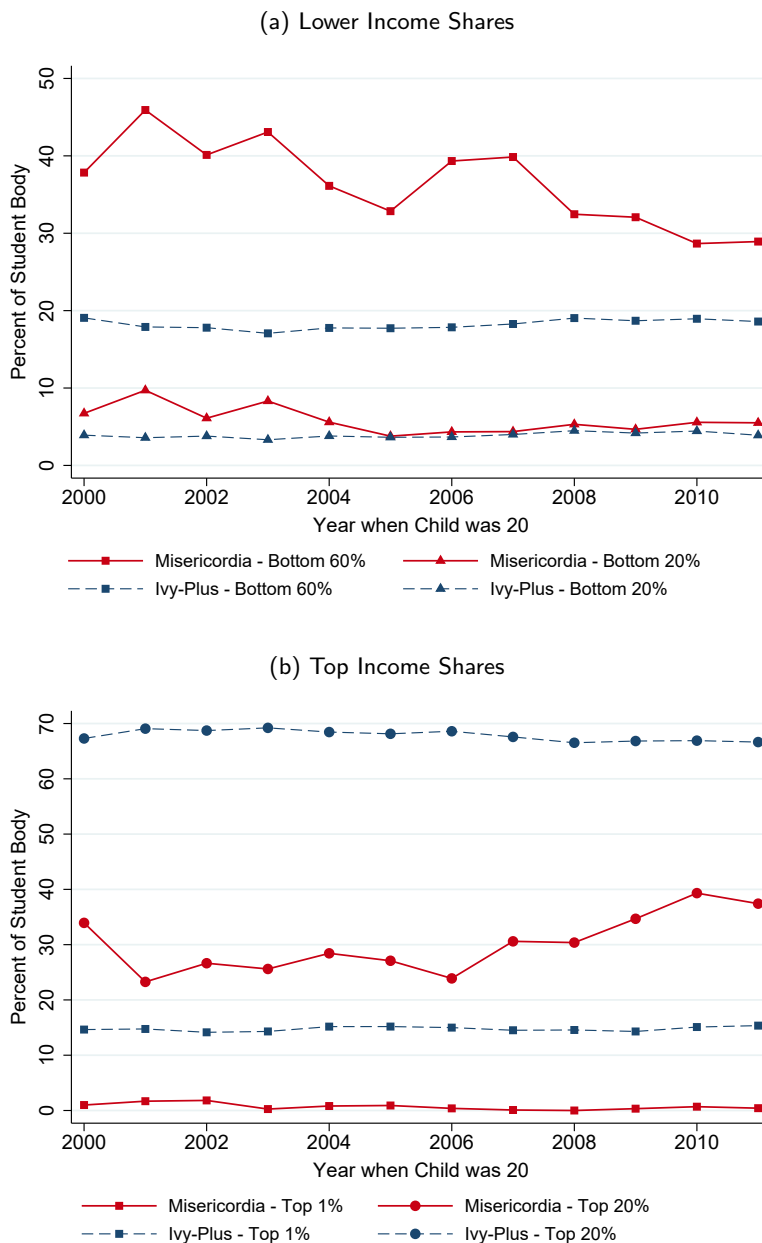 (a) Lower Income Shares
Percent of Student Body
50
40
30
20
10
0
2000 2002 2004 2006 2008 2010
Year when Child was 20
Misericordia - Bottom 60% Misericordia - Bottom 20%
Ivy-Plus - Bottom 60% Ivy-Plus - Bottom 20%
(b) Top Income Shares
Percent of Student Body
70
60
50
40
30
20
10
0
2000 2002 2004 2006 2008 2010
Year when Child was 20
Misericordia - Top 1% Misericordia - Top 20%
Ivy-Plus - Top 1% Ivy-Plus - Top 20%